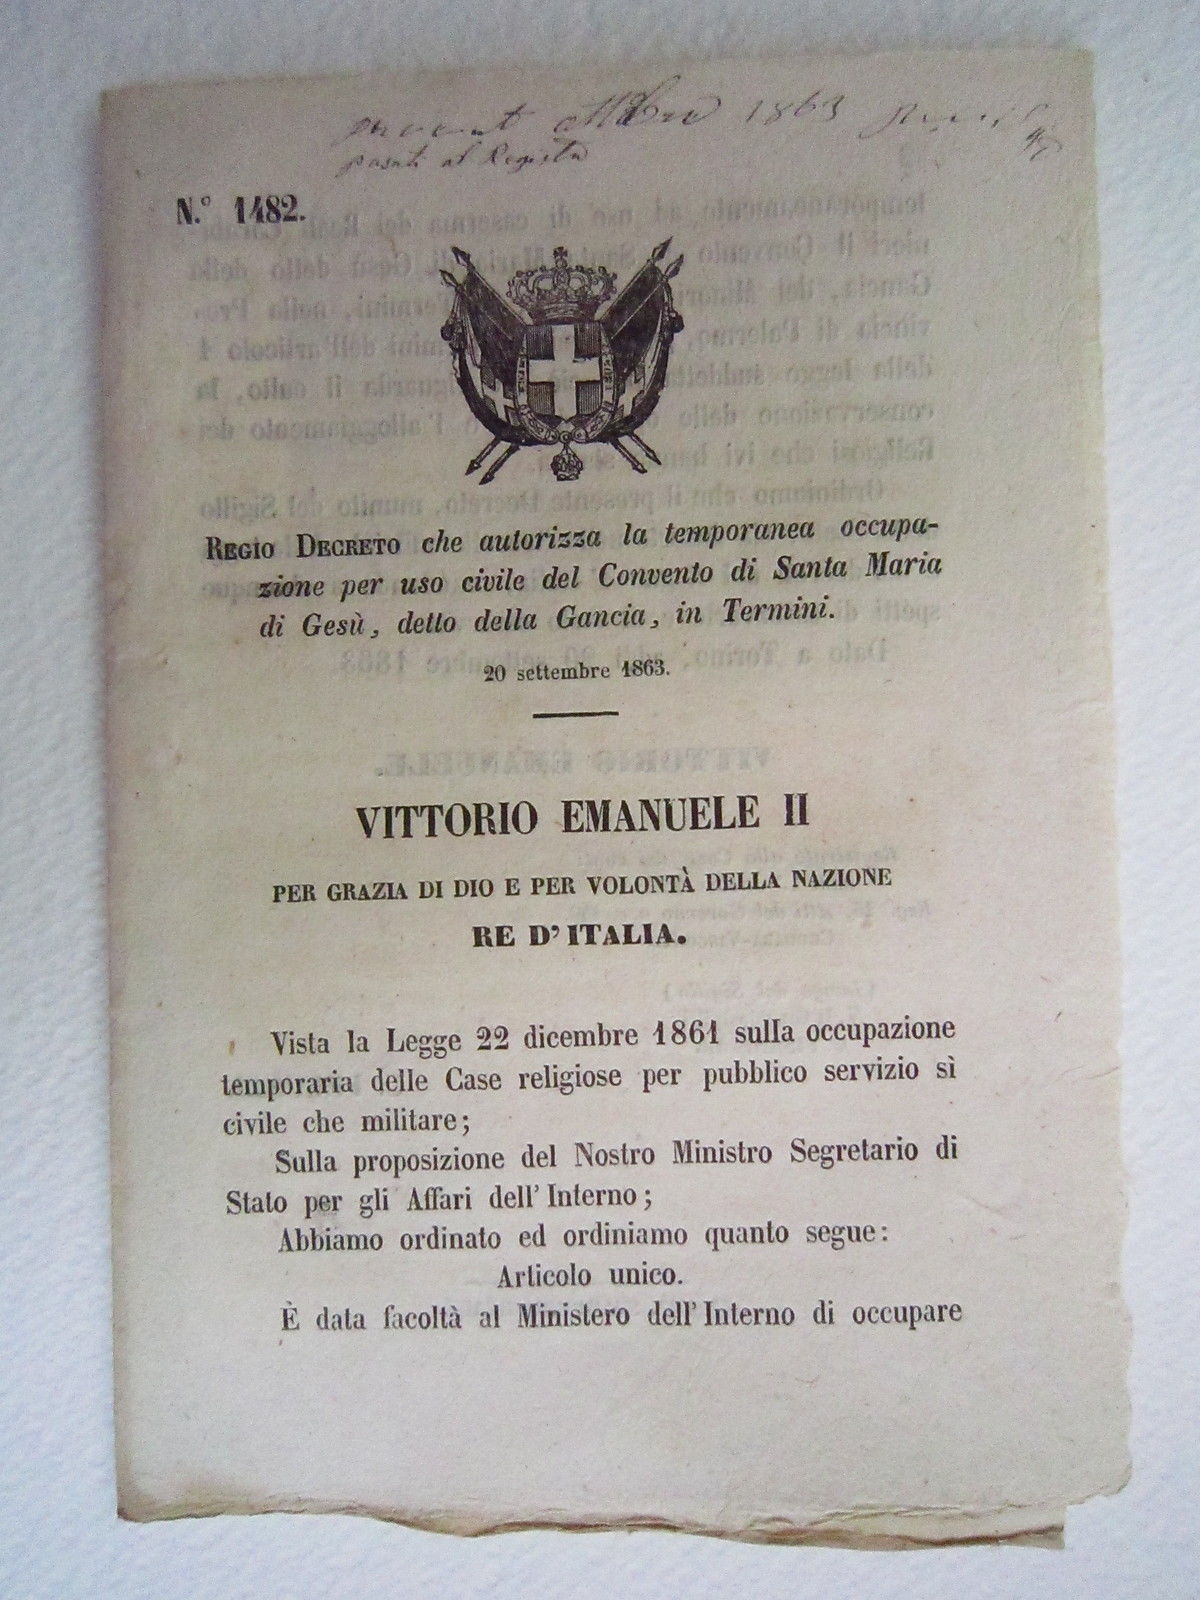 1863
passati al Registro
N.° 1482.
REGIO DECRETO che autorizza la temporanea occupa-
zione per uso civile del Convento di Santa Maria
di Gesù, detto della Gancia, in Termini.
20 settembre 1863.
VITTORIO EMANUELE II
PER GRAZIA DI DIO E PER VOLONTÀ DELLA NAZIONE
RE D'ITALIA.
Vista la Legge 22 dicembre 1861 sulla occupazione
temporaria delle Case religiose per pubblico servizio sì
civile che militare;
Sulla proposizione del Nostro Ministro Segretario di
Stato per gli Affari dell'Interno;
Abbiamo ordinato ed ordiniamo quanto segue:
Articolo unico.
È data facoltà al Ministero dell'Interno di occupare